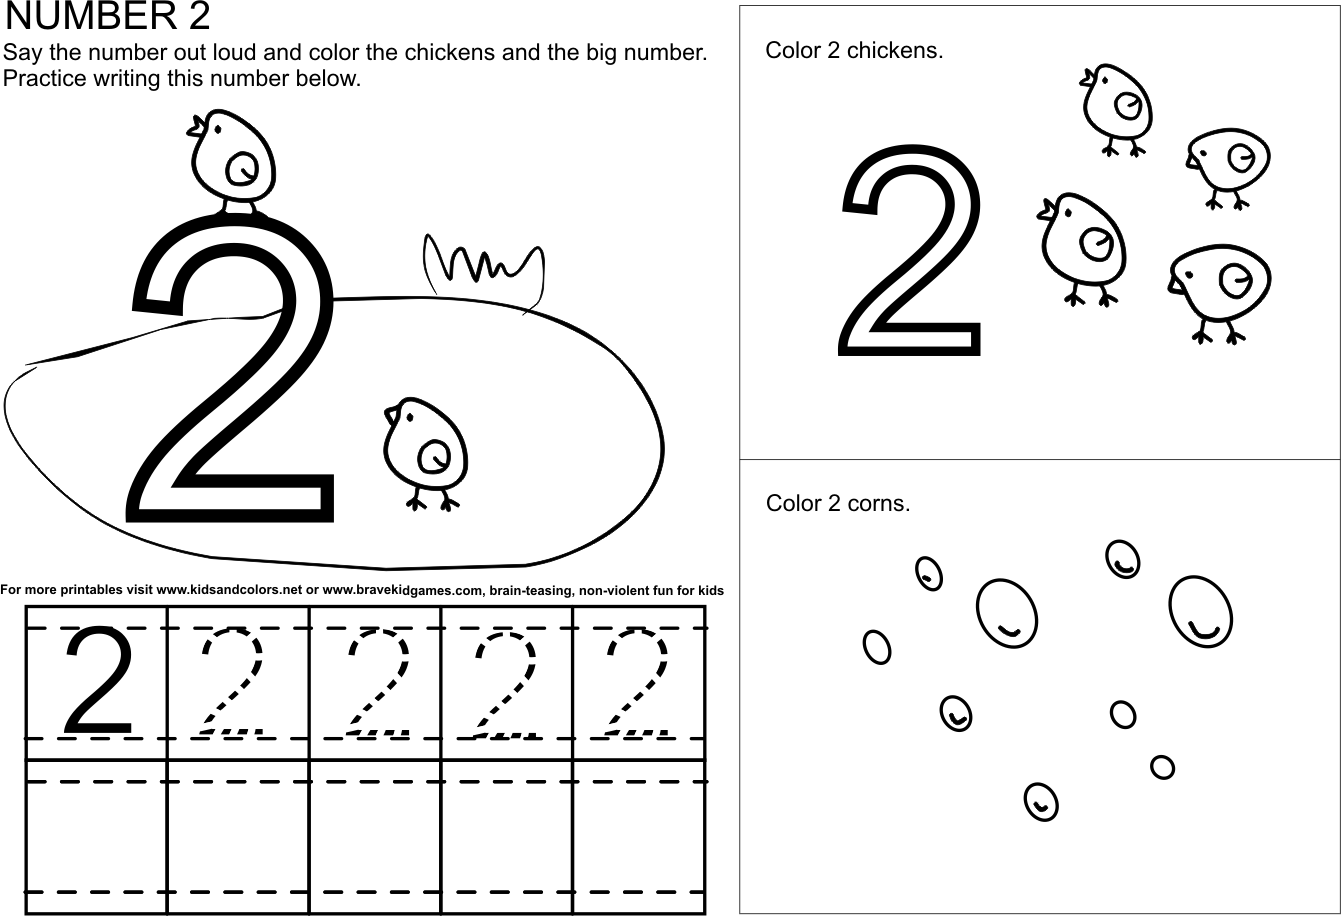 NUMBER 2
Say the number out loud and color the chickens and the big number.
Practice writing this number below.
2
For more printables visit www.kidsandcolors.net or www.bravekidgames.com, brain-teasing, non-violent fun for kids
2 2 2 2 2
Color 2 chickens.
2
Color 2 corns.